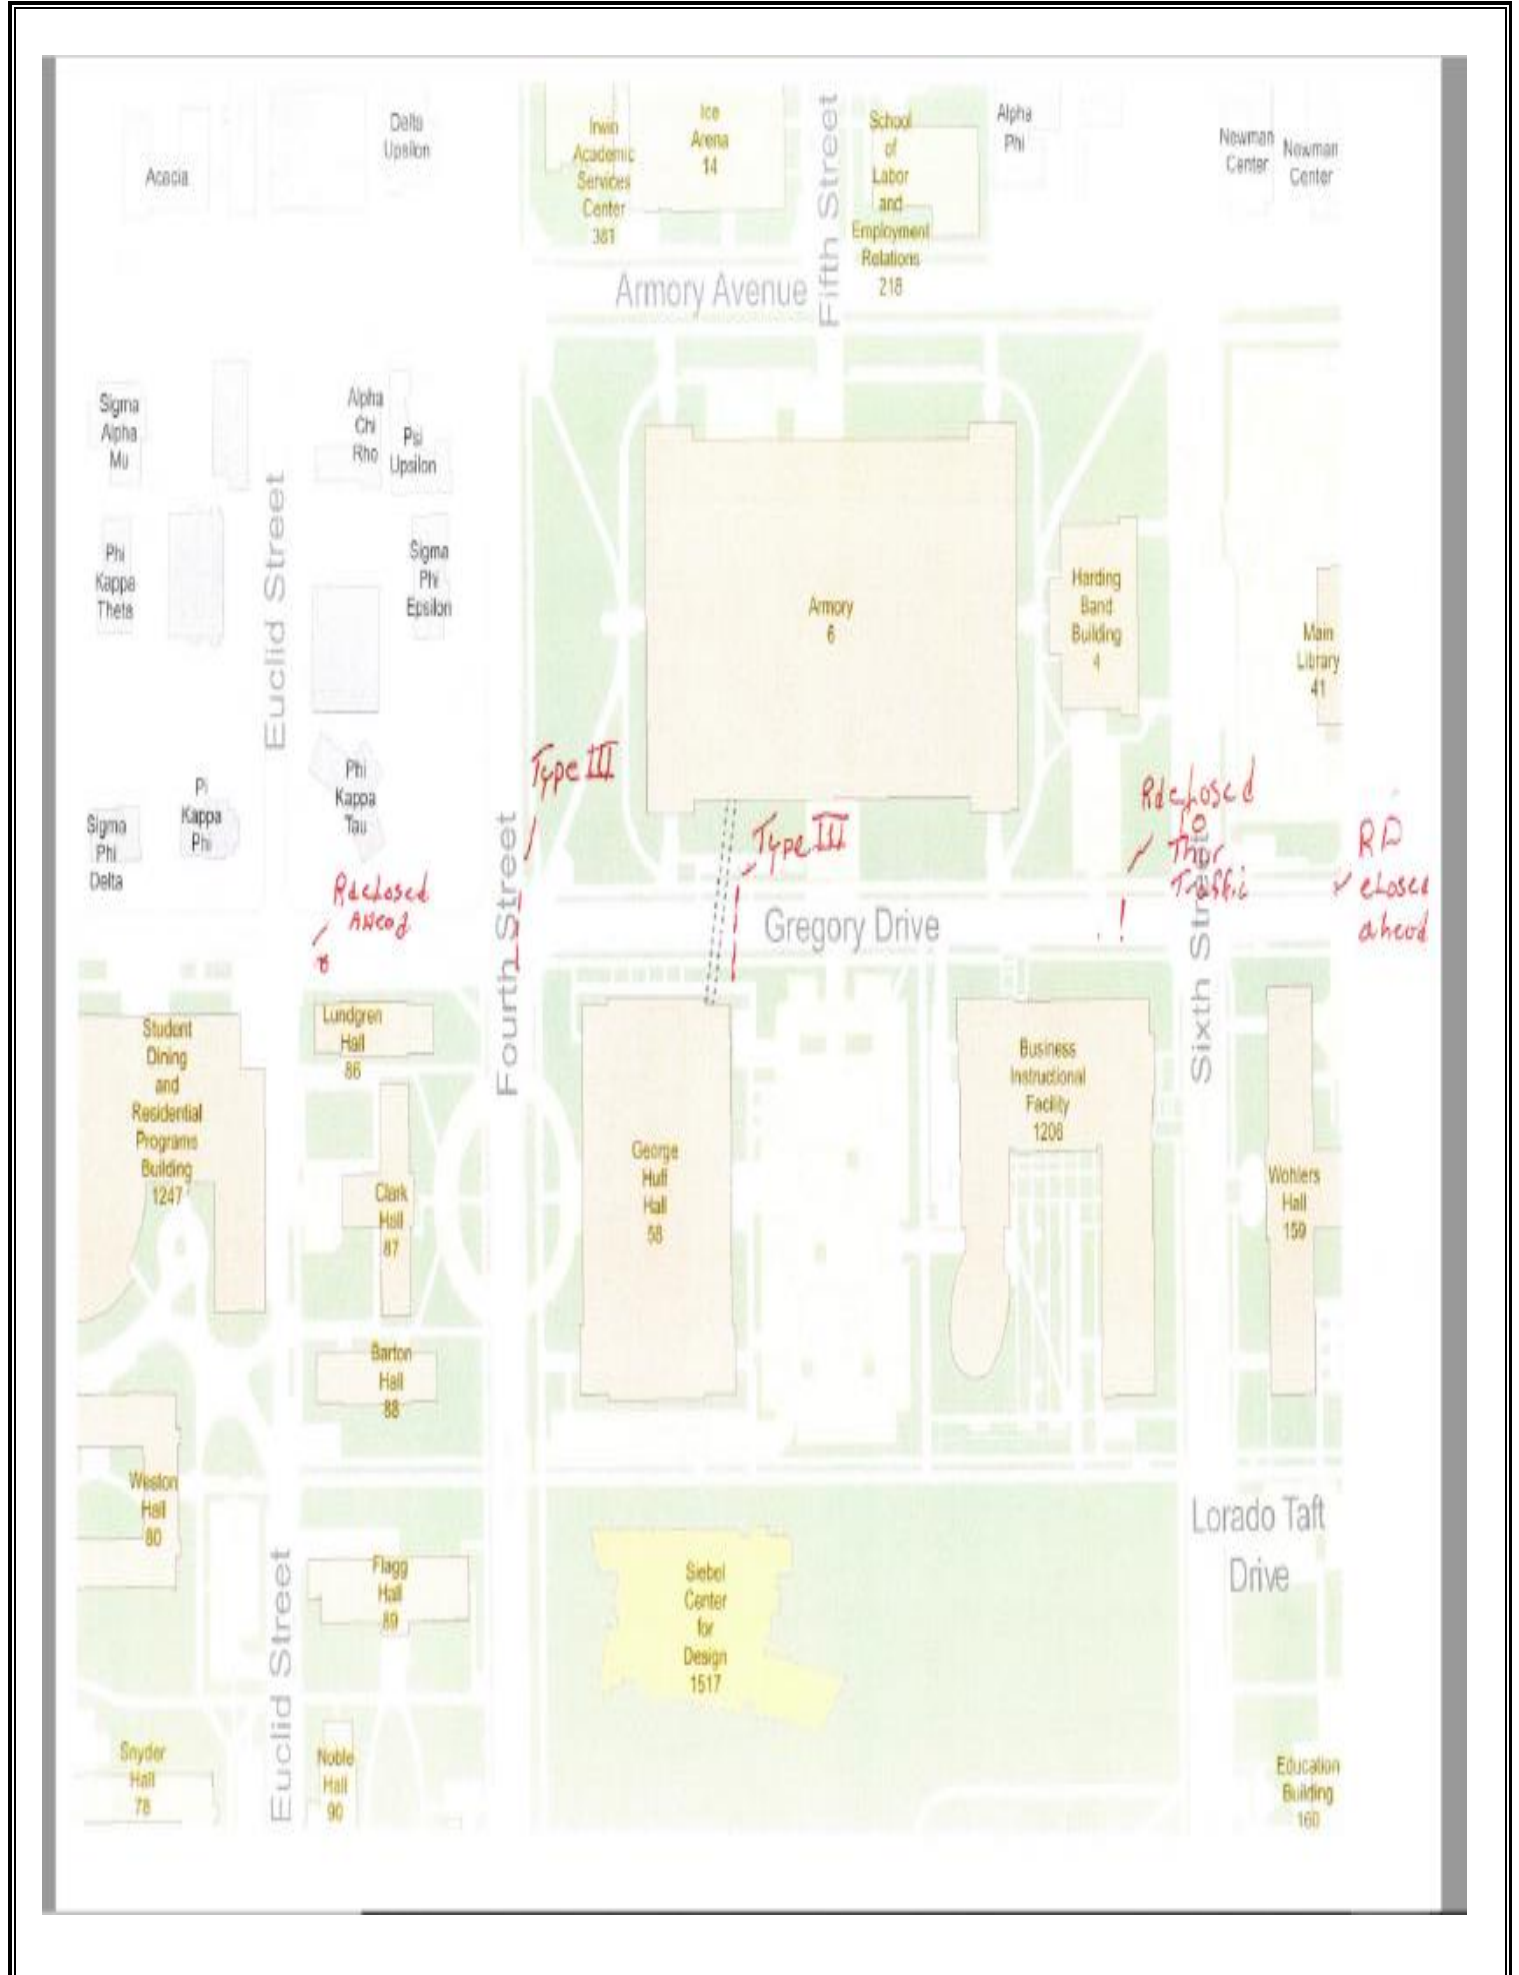 Acacia
Delta
Upsilon
Irwin
Academic
Services
Center
381
Ice
Arena
14
Fifth Street
School
of
Labor
and
Employment
Relations
218
Alpha
Phi
Newman
Center
Newman
Center
Armory Avenue
Sigma
Alpha
Mu
Alpha
Chi
Rho
Psi
Upsilon
Euclid Street
Phi
Kappa
Theta
Sigma
Phi
Epsilon
Armory
6
Harding
Band
Building
4
Main
Library
41
Type III
Phi
Kappa
Tau
Pi
Kappa
Phi
Sigma
Phi
Delta
Type III
Rd closed
To
Thor
Traffic
RD
closed
ahead
Rd closed
AHead
Fourth Street
Gregory Drive
Sixth Street
Student
Dining
and
Residential
Programs
Building
1247
Lundgren
Hall
86
Clark
Hall
87
George
Huff
Hall
58
Business
Instructional
Facility
1206
Wohlers
Hall
159
Barton
Hall
88
Weston
Hall
80
Lorado Taft
Drive
Flagg
Hall
89
Siebel
Center
for
Design
1517
Euclid Street
Snyder
Hall
78
Noble
Hall
90
Education
Building
160